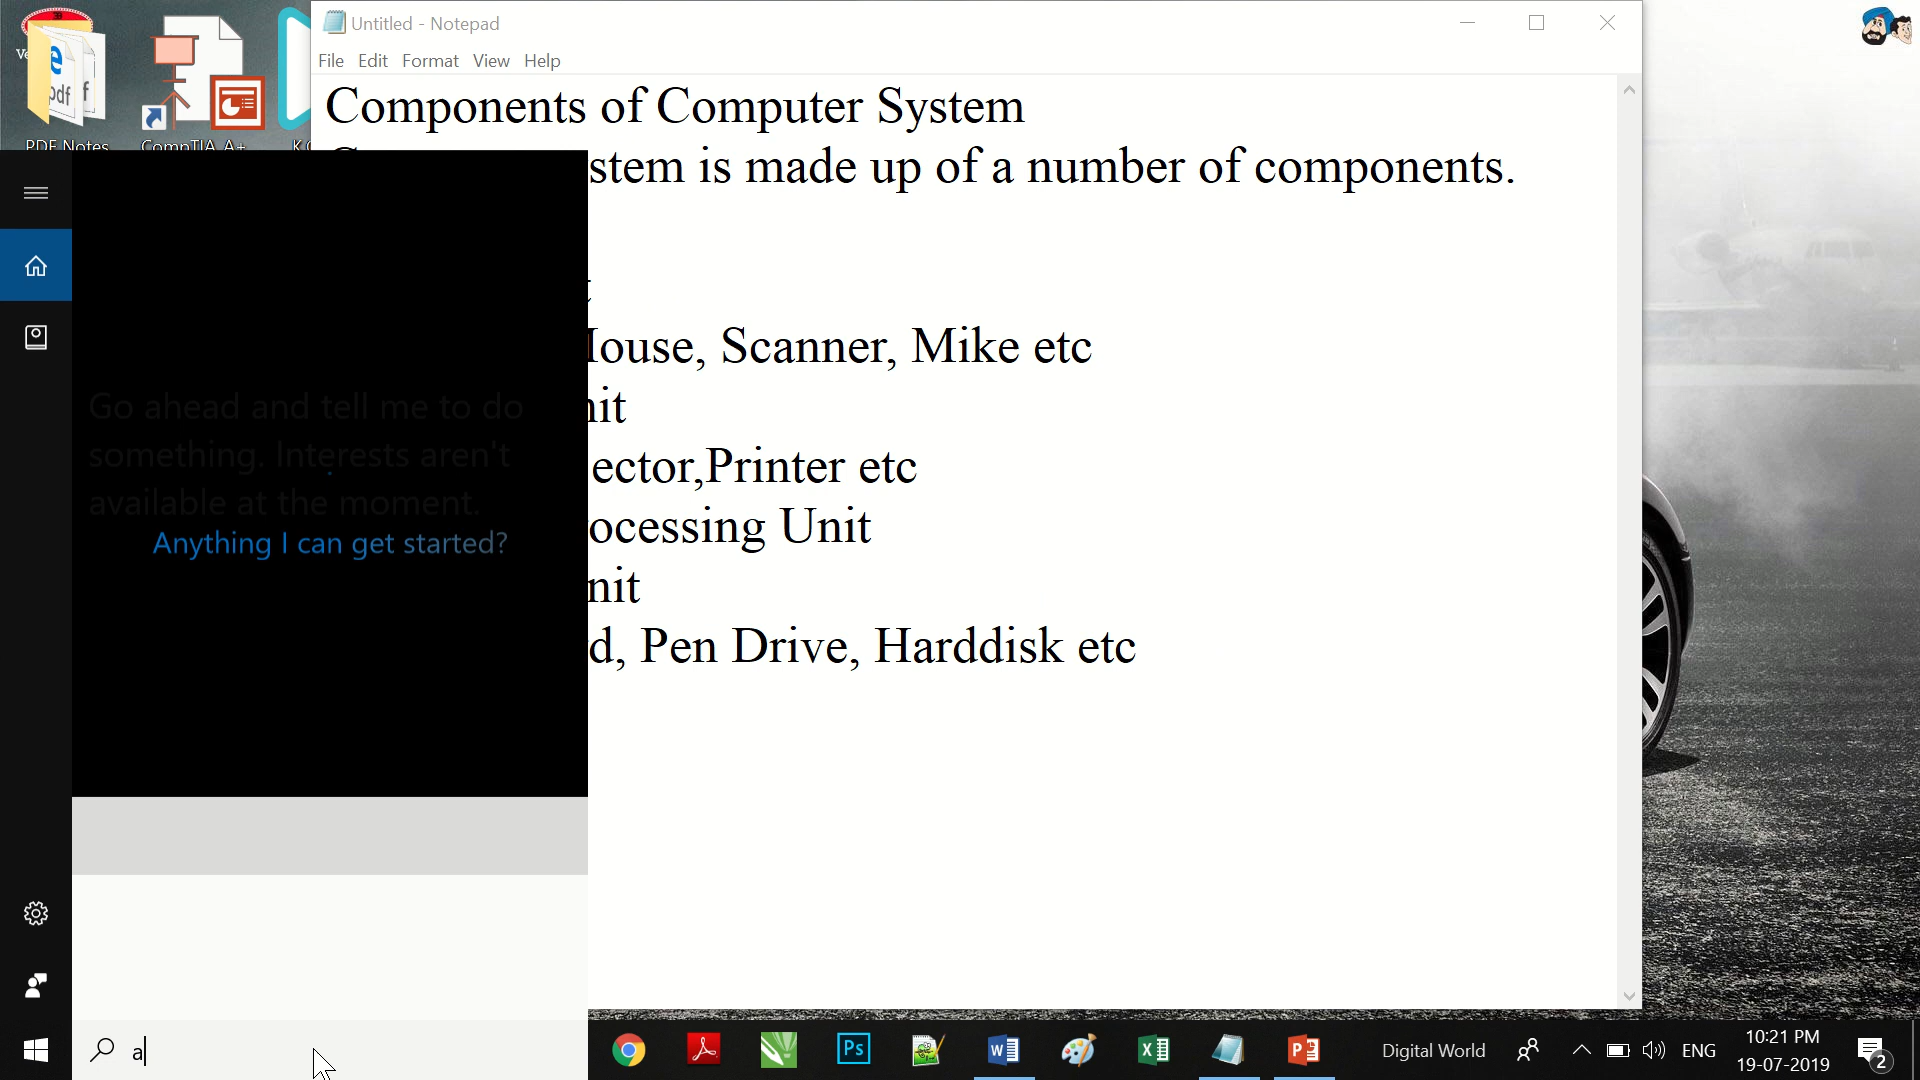 Untitled - Notepad
File Edit Format View Help
Components of Computer System
stem is made up of a number of components.
ouse, Scanner, Mike etc
nit
ector,Printer etc
ocessing Unit
nit
d, Pen Drive, Harddisk etc
pdf
PDF Notes
CompTIA A+
Go ahead and tell me to do
something. Interests aren't
available at the moment.
Anything I can get started?
a
Ps
Digital World
ENG
10:21 PM
19-07-2019
2